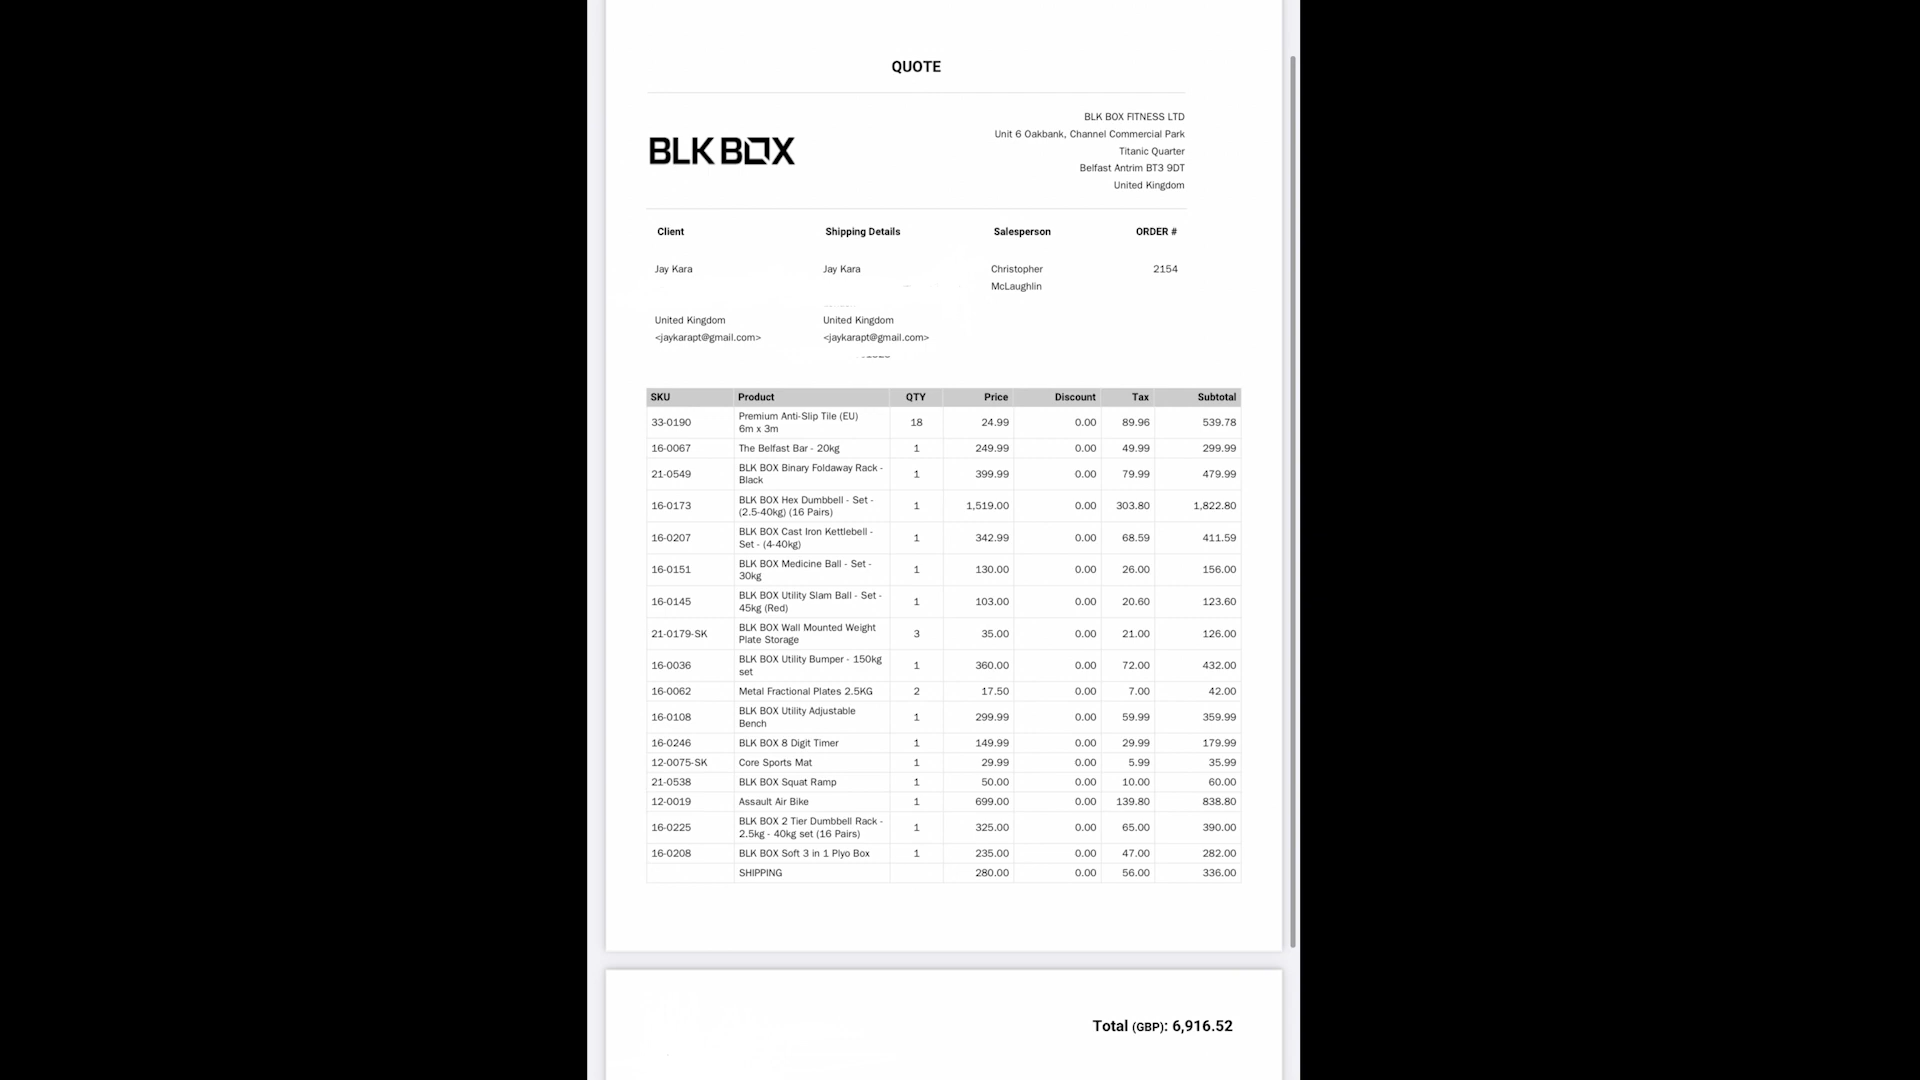 QUOTE
BLK BOX
BLK BOX FITNESS LTD
Unit 6 Oakbank, Channel Commercial Park
Titanic Quarter
Belfast Antrim BT3 9DT
United Kingdom
Client Shipping Details Salesperson ORDER #
Jay Kara Jay Kara Christopher 2154
McLaughlin
United Kingdom United Kingdom
<jaykarapt@gmail.com> <jaykarapt@gmail.com>
SKU Product QTY Price Discount Tax Subtotal
33-0190 Premium Anti-Slip Tile (EU) 18 24.99 0.00 89.96 539.78
6m x 3m
16-0067 The Belfast Bar - 20kg 1 249.99 0.00 49.99 299.99
21-0549 BLK BOX Binary Foldaway Rack - 1 399.99 0.00 79.99 479.99
Black
16-0173 BLK BOX Hex Dumbbell - Set - 1 1,519.00 0.00 303.80 1,822.80
(2.5-40kg) (16 Pairs)
16-0207 BLK BOX Cast Iron Kettlebell - 1 342.99 0.00 68.59 411.59
Set - (4-40kg)
16-0151 BLK BOX Medicine Ball - Set - 1 130.00 0.00 26.00 156.00
30kg
16-0145 BLK BOX Utility Slam Ball - Set - 1 103.00 0.00 20.60 123.60
45kg (Red)
21-0179-SK BLK BOX Wall Mounted Weight 3 35.00 0.00 21.00 126.00
Plate Storage
16-0036 BLK BOX Utility Bumper - 150kg 1 360.00 0.00 72.00 432.00
set
16-0062 Metal Fractional Plates 2.5KG 2 17.50 0.00 7.00 42.00
16-0108 BLK BOX Utility Adjustable 1 299.99 0.00 59.99 359.99
Bench
16-0246 BLK BOX 8 Digit Timer 1 149.99 0.00 29.99 179.99
12-0075-SK Core Sports Mat 1 29.99 0.00 5.99 35.99
21-0538 BLK BOX Squat Ramp 1 50.00 0.00 10.00 60.00
12-0019 Assault Air Bike 1 699.00 0.00 139.80 838.80
16-0225 BLK BOX 2 Tier Dumbbell Rack - 1 325.00 0.00 65.00 390.00
2.5kg - 40kg set (16 Pairs)
16-0208 BLK BOX Soft 3 in 1 Plyo Box 1 235.00 0.00 47.00 282.00
SHIPPING 280.00 0.00 56.00 336.00
Total (GBP): 6,916.52